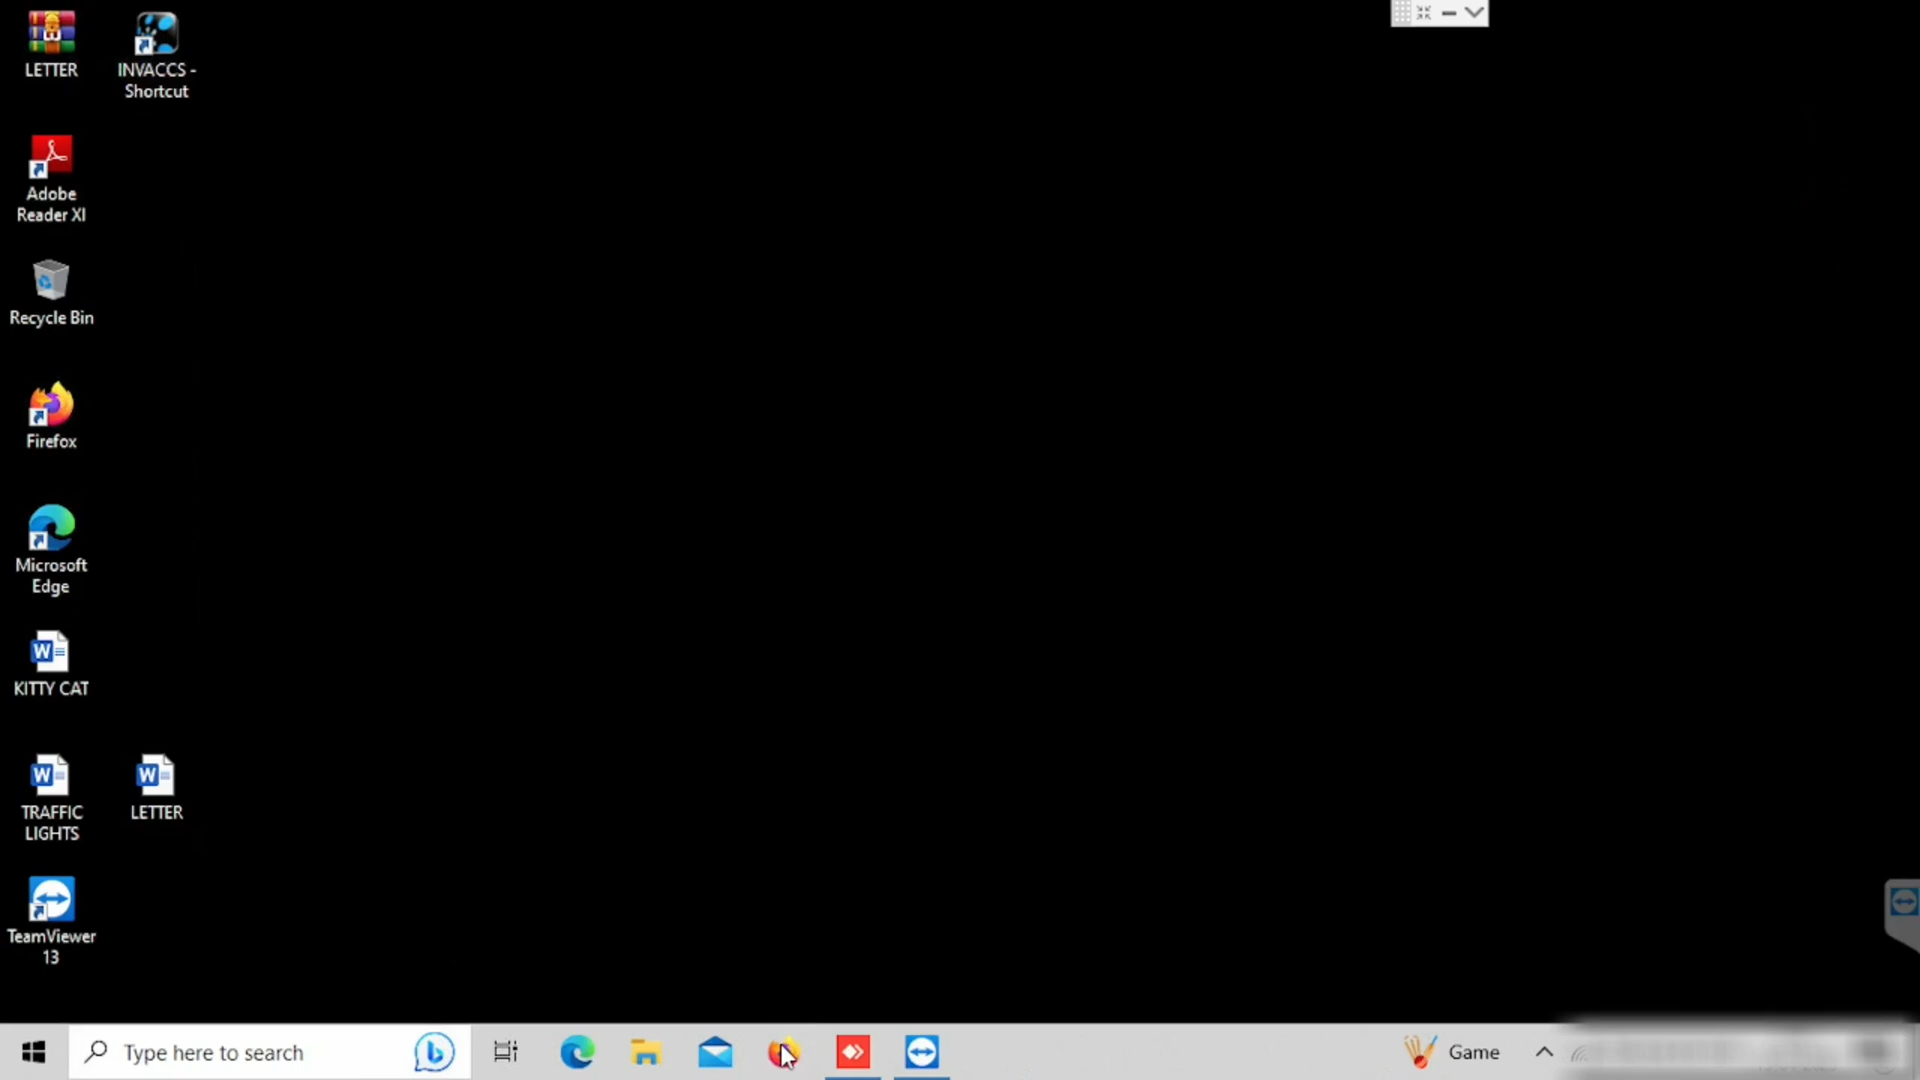 LETTER
INVACCS -
Shortcut
Adobe
Reader XI
Recycle Bin
Firefox
Microsoft
Edge
KITTY CAT
TRAFFIC
LIGHTS
LETTER
TeamViewer
13
Type here to search
Game